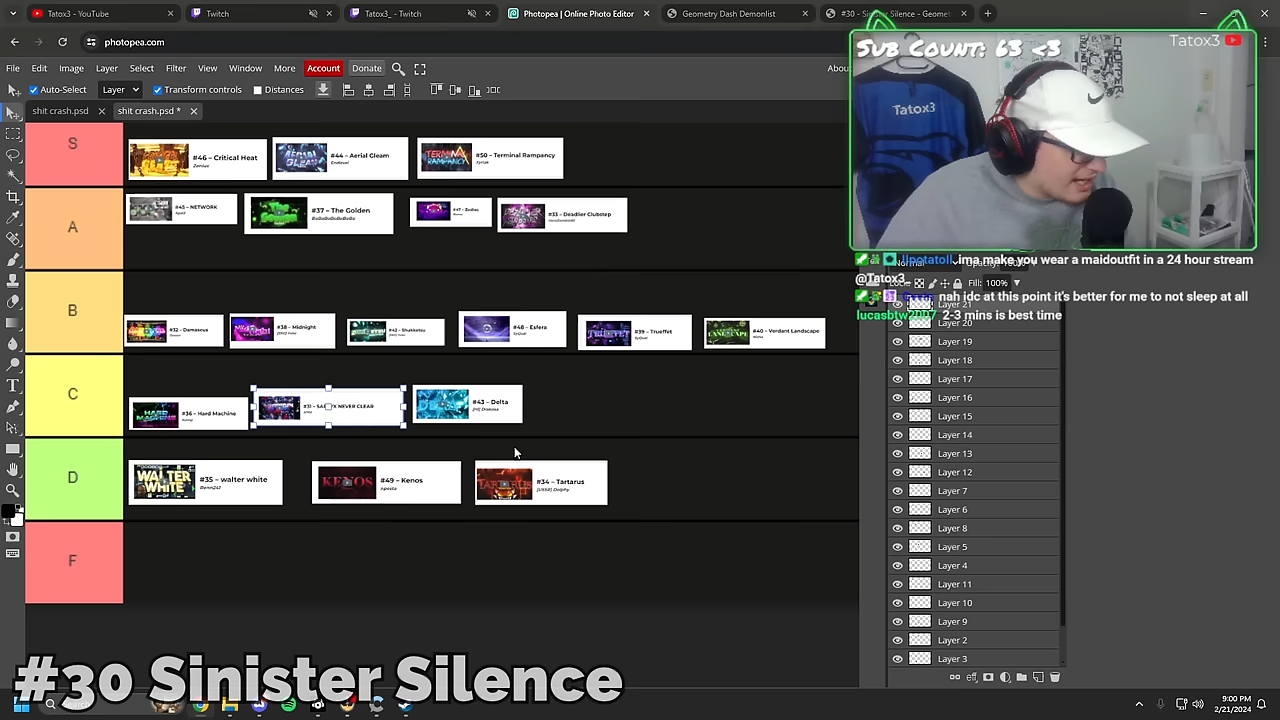 Tatox3 - YouTube
Twitch
Tatox3_ - Twitch
Photopea | Online Photo Editor
Geometry Dash Demonlist
#30 - Sinister Silence - Geomet
photopea.com
File Edit Image Layer Filter Window More Account Donate
Auto-Select Layer Distances
shit crash.psd
shit crash.psd *
Sub Count: 63 <3
Tatox3
Tatox3
S
#46 – Critical Heat
#44 – Aerial Gleam
#50 – Terminal Rampancy
A
#45 – NETWORK
#37 – The Golden
#47 – Zodiac
#33 – Deadlier Clubstep
B
#32 – Damascus
#38 – Midnight
#42 – Shukketsu
#48 – Esfera
#39 – Trueffet
#40 – Verdant Landscape
C
#36 – Hard Machine
#43 – Delta
D
#35 – walter white
#49 – Kenos
#34 – Tartarus
F
llpotatoll ima make you wear a maidoutfit in a 24 hour stream
@Tatox3
nah idc at this point it's better for me to not sleep at all
lucasbtw2007 2-3 mins is best time
Fill: 100%
Layer 20
Layer 19
Layer 18
Layer 17
Layer 16
Layer 15
Layer 14
Layer 13
Layer 12
Layer 7
Layer 6
Layer 8
Layer 5
Layer 4
Layer 11
Layer 10
Layer 9
Layer 2
Layer 3
#30 Sinister Silence
9:00 PM
2/21/2024